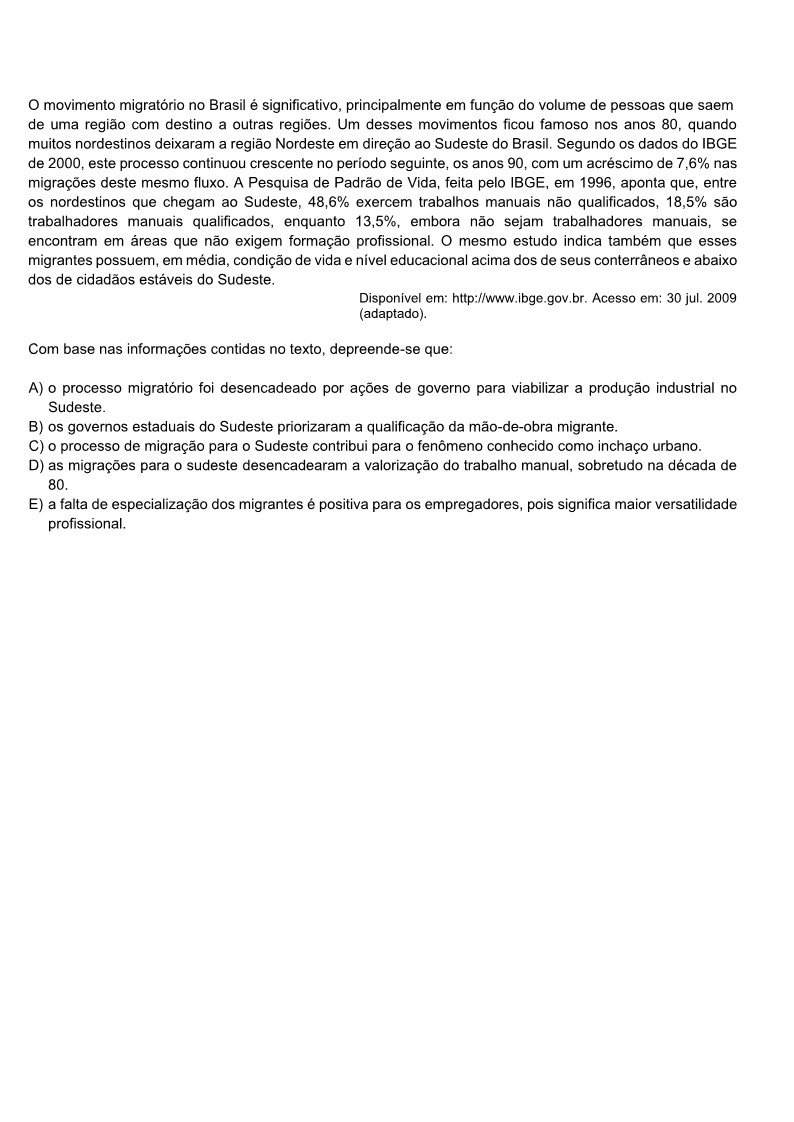 O movimento migratório no Brasil é significativo, principalmente em função do volume de pessoas que saem
de uma região com destino a outras regiões. Um desses movimentos ficou famoso nos anos 80, quando
muitos nordestinos deixaram a região Nordeste em direção ao Sudeste do Brasil. Segundo os dados do IBGE
de 2000, este processo continuou crescente no período seguinte, os anos 90, com um acréscimo de 7,6% nas
migrações deste mesmo fluxo. A Pesquisa de Padrão de Vida, feita pelo IBGE, em 1996, aponta que, entre
os nordestinos que chegam ao Sudeste, 48,6% exercem trabalhos manuais não qualificados, 18,5% são
trabalhadores manuais qualificados, enquanto 13,5%, embora não sejam trabalhadores manuais, se
encontram em áreas que não exigem formação profissional. O mesmo estudo indica também que esses
migrantes possuem, em média, condição de vida e nível educacional acima dos de seus conterrâneos e abaixo
dos de cidadãos estáveis do Sudeste.
Disponível em: http://www.ibge.gov.br. Acesso em: 30 jul. 2009
(adaptado).
Com base nas informações contidas no texto, depreende-se que:
A) o processo migratório foi desencadeado por ações de governo para viabilizar a produção industrial no
Sudeste.
B) os governos estaduais do Sudeste priorizaram a qualificação da mão-de-obra migrante.
C) o processo de migração para o Sudeste contribui para o fenômeno conhecido como inchaço urbano.
D) as migrações para o sudeste desencadearam a valorização do trabalho manual, sobretudo na década de
80.
E) a falta de especialização dos migrantes é positiva para os empregadores, pois significa maior versatilidade
profissional.